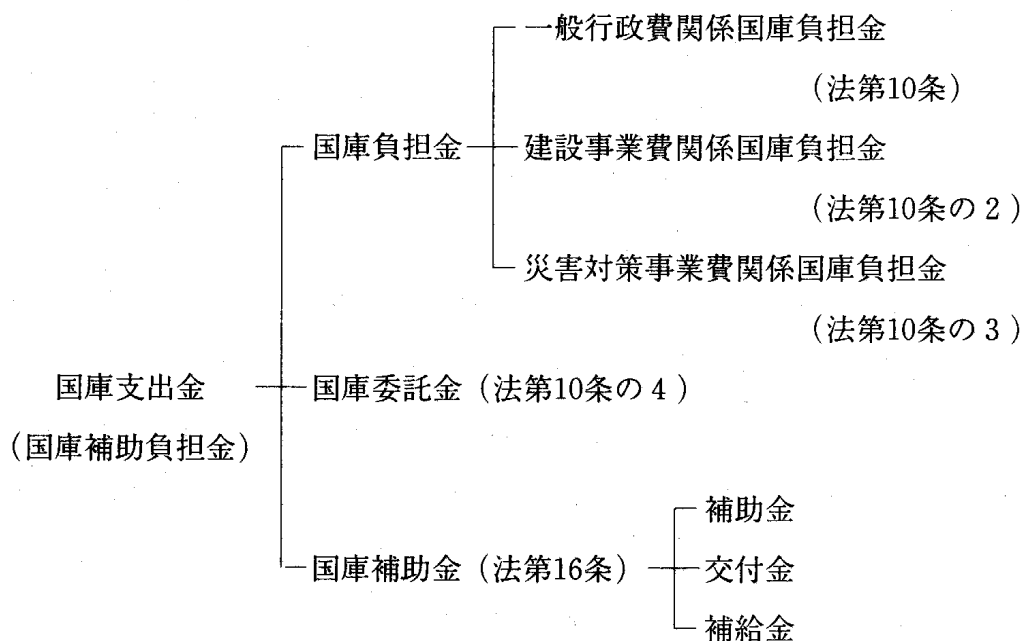 一般行政費関係国庫負担金
(法第10条)
国庫負担金
建設事業費関係国庫負担金
(法第10条の2)
災害対策事業費関係国庫負担金
(法第10条の3)
国庫支出金
(国庫補助負担金)
国庫委託金(法第10条の4)
国庫補助金(法第16条)
補助金
交付金
補給金